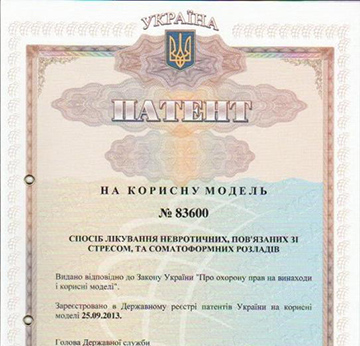 УКРАЇНА
ПАТЕНТ
НА КОРИСНУ МОДЕЛЬ
№ 83600
СПОСІБ ЛІКУВАННЯ НЕВРОТИЧНИХ, ПОВ'ЯЗАНИХ ЗІ
СТРЕСОМ, ТА СОМАТОФОРМНИХ РОЗЛАДІВ
Видано відповідно до Закону України "Про охорону прав на винаходи
і корисні моделі".
Зареєстровано в Державному реєстрі патентів України на корисні
моделі 25.09.2013.
Голова Державної служби